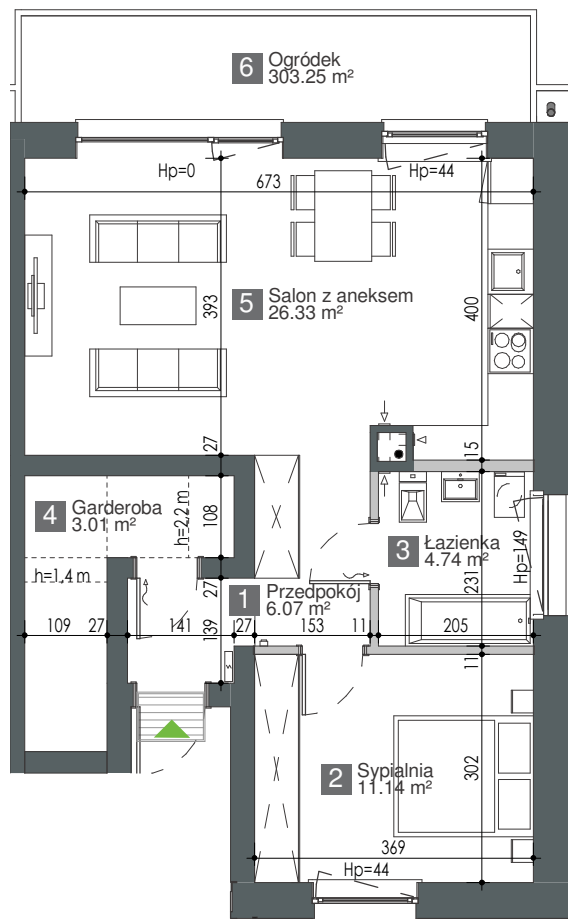 6 Ogródek
303.25 m²
Hp=0
Hp=44
673
393
400
5 Salon z aneksem
26.33 m²
27
15
4 Garderoba
3.01 m²
108
h=2,2 m
h=1,4 m
3 Łazienka
4.74 m²
Hp=149
231
27
1 Przedpokój
6.07 m²
109
27
141
139
27
153
11
205
11
2 Sypialnia
11.14 m²
302
369
Hp=44